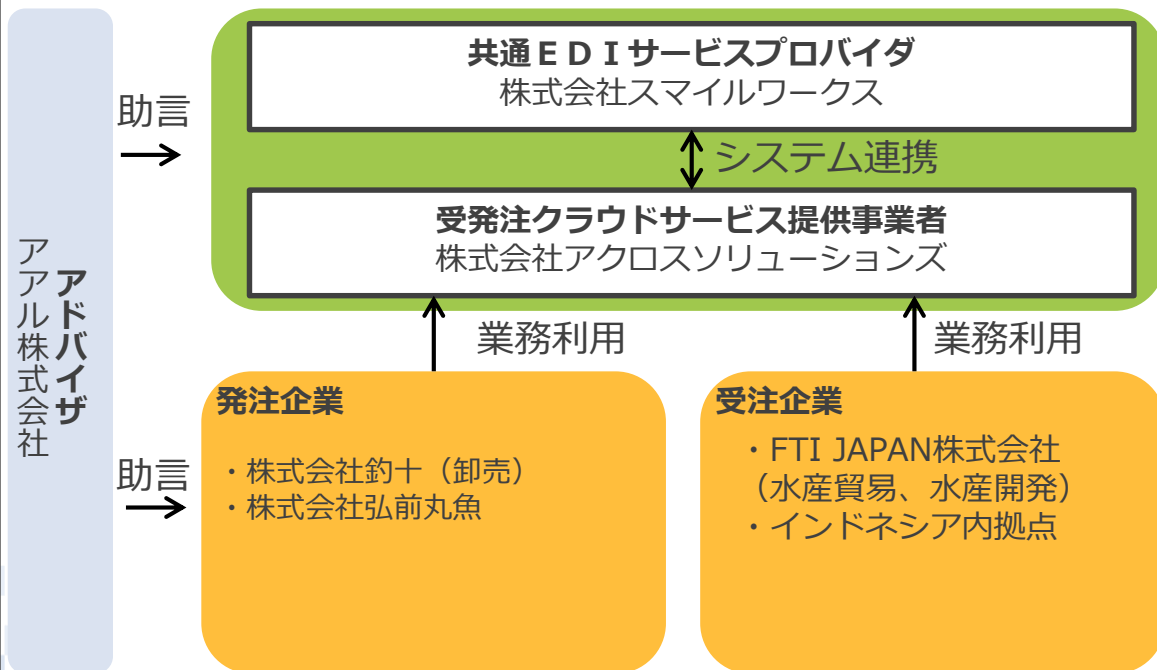 アドバイザ
アアル株式会社
助言
共通ＥＤＩサービスプロバイダ
株式会社スマイルワークス
システム連携
受発注クラウドサービス提供事業者
株式会社アクロスソリューションズ
業務利用
業務利用
助言
発注企業
・株式会社釣十（卸売）
・株式会社弘前丸魚
受注企業
・FTI JAPAN株式会社
（水産貿易、水産開発）
・インドネシア内拠点